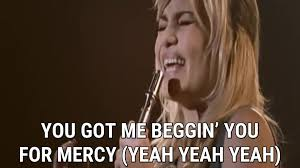 YOU GOT ME BEGGIN' YOU
FOR MERCY (YEAH YEAH YEAH)